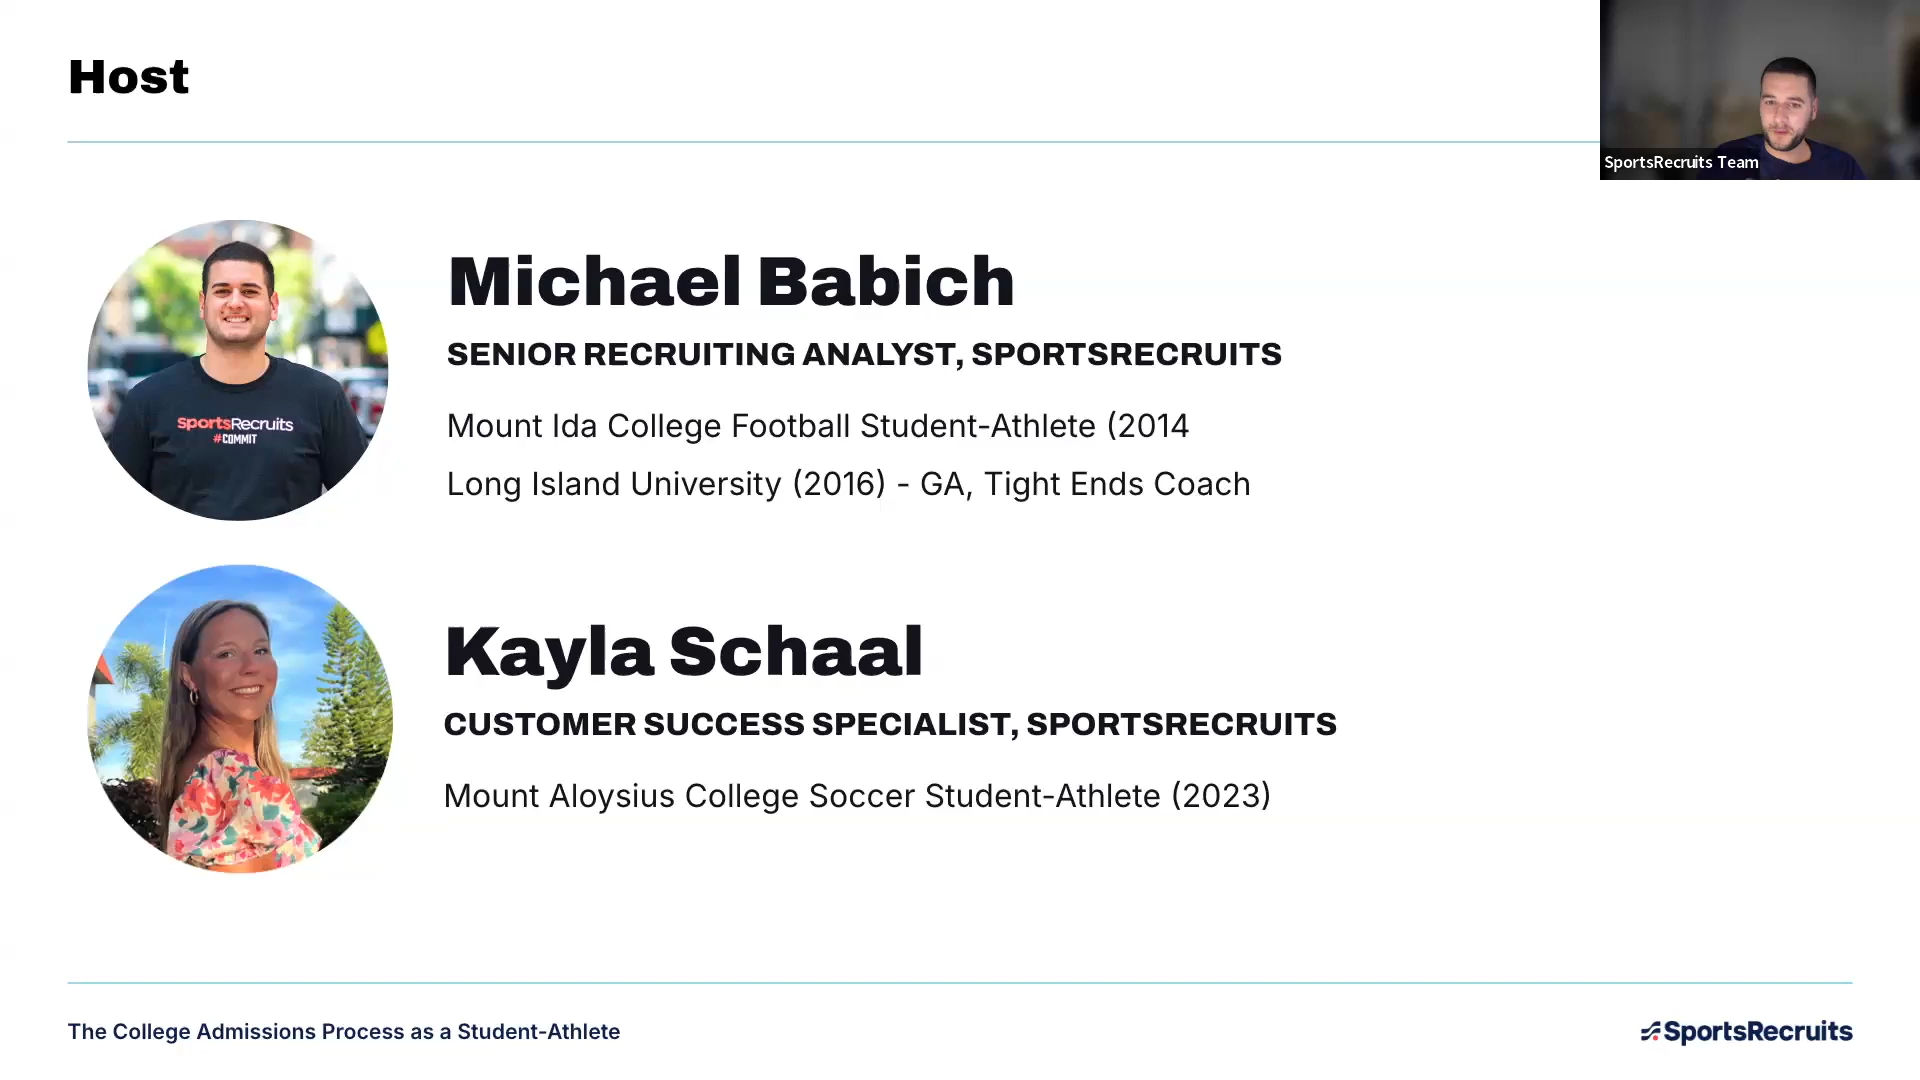 Host
SportsRecruits Team
SportsRecruits
#COMMIT
Michael Babich
SENIOR RECRUITING ANALYST, SPORTSRECRUITS
Mount Ida College Football Student-Athlete (2014
Long Island University (2016) - GA, Tight Ends Coach
Kayla Schaal
CUSTOMER SUCCESS SPECIALIST, SPORTSRECRUITS
Mount Aloysius College Soccer Student-Athlete (2023)
The College Admissions Process as a Student-Athlete
SportsRecruits